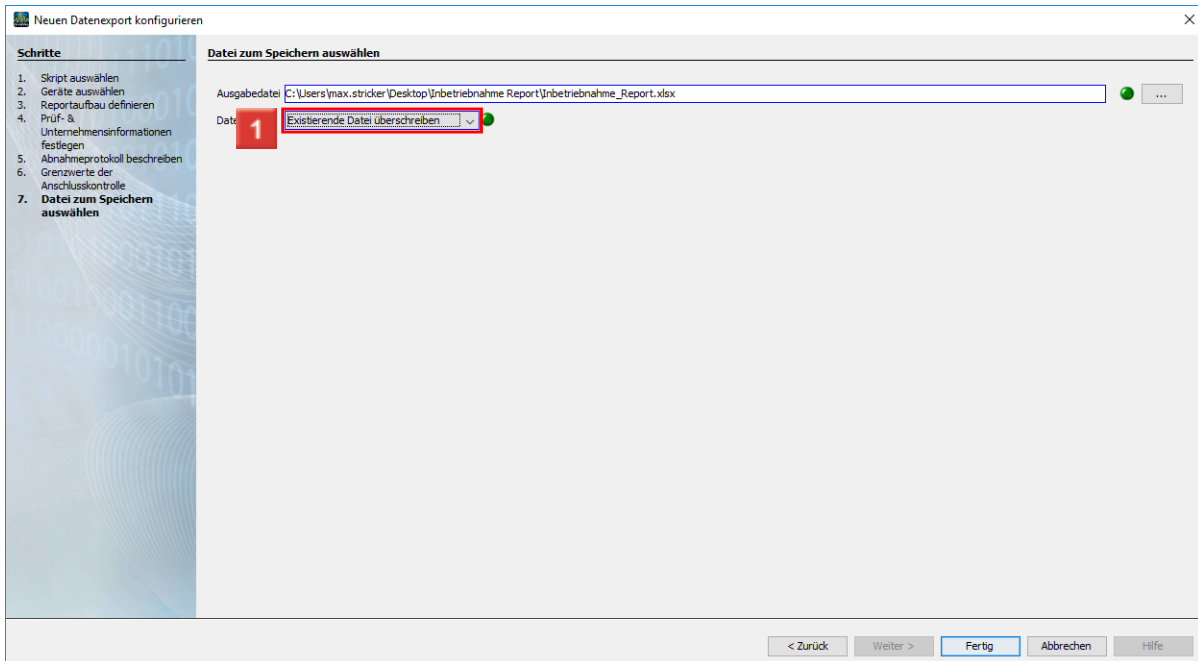 Neuen Datenexport konfigurieren
Schritte
1. Skript auswählen
2. Geräte auswählen
3. Reportaufbau definieren
4. Prüf- &
Unternehmensinformationen
festlegen
5. Abnahmeprotokoll beschreiben
6. Grenzwerte der
Anschlusskontrolle
7. Datei zum Speichern
auswählen
Datei zum Speichern auswählen
Ausgabedatei C:\Users\max.stricker\Desktop\Inbetriebnahme Report\Inbetriebnahme_Report.xlsx
...
1 Existierende Datei überschreiben
< Zurück Weiter > Fertig Abbrechen Hilfe